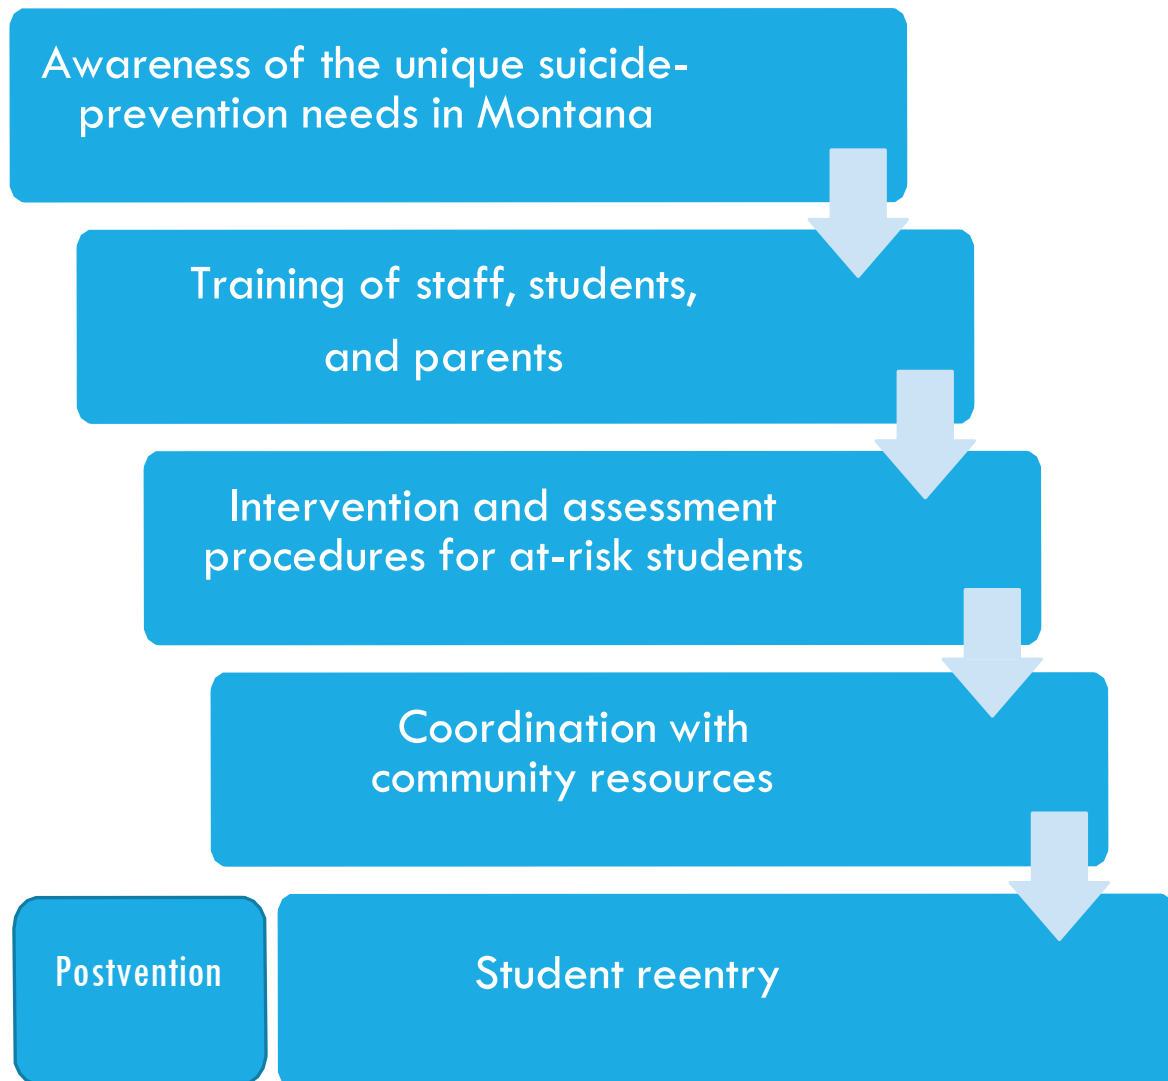 Awareness of the unique suicide-
prevention needs in Montana
Training of staff, students,
and parents
Intervention and assessment
procedures for at-risk students
Coordination with
community resources
Postvention
Student reentry